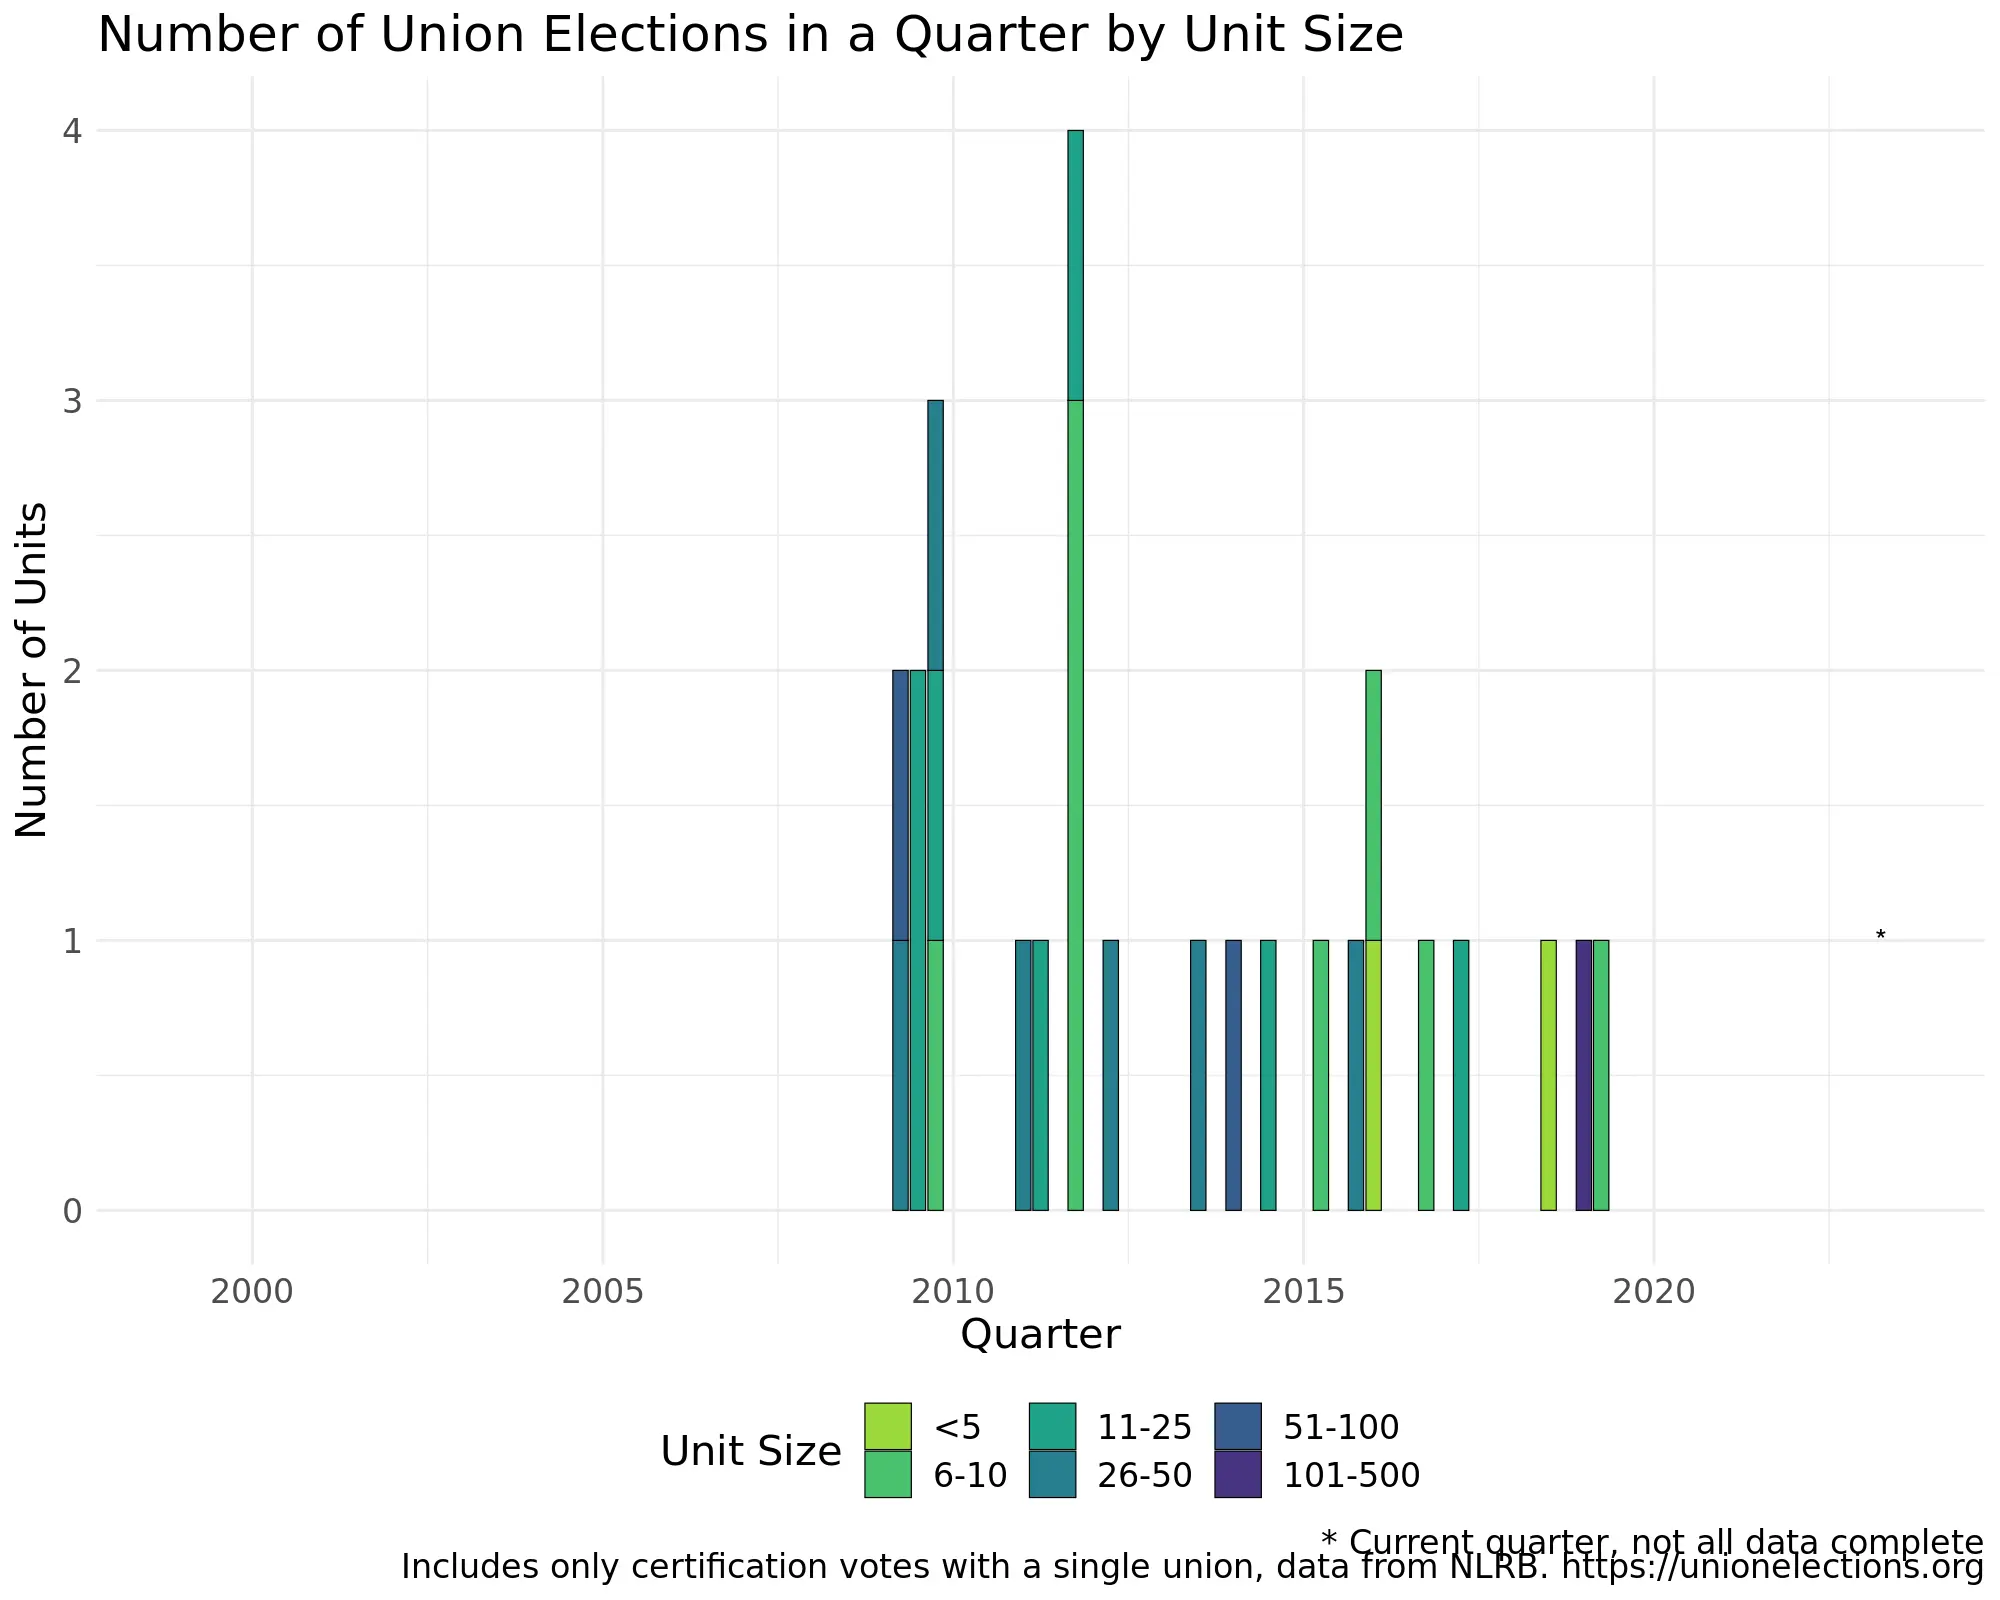 Number of Union Elections in a Quarter by Unit Size
Number of Units
4
3
2
1
0
*
2000 2005 2010 2015 2020
Quarter
Unit Size
<5 11-25 51-100
6-10 26-50 101-500
* Current quarter, not all data complete
Includes only certification votes with a single union, data from NLRB. https://unionelections.org